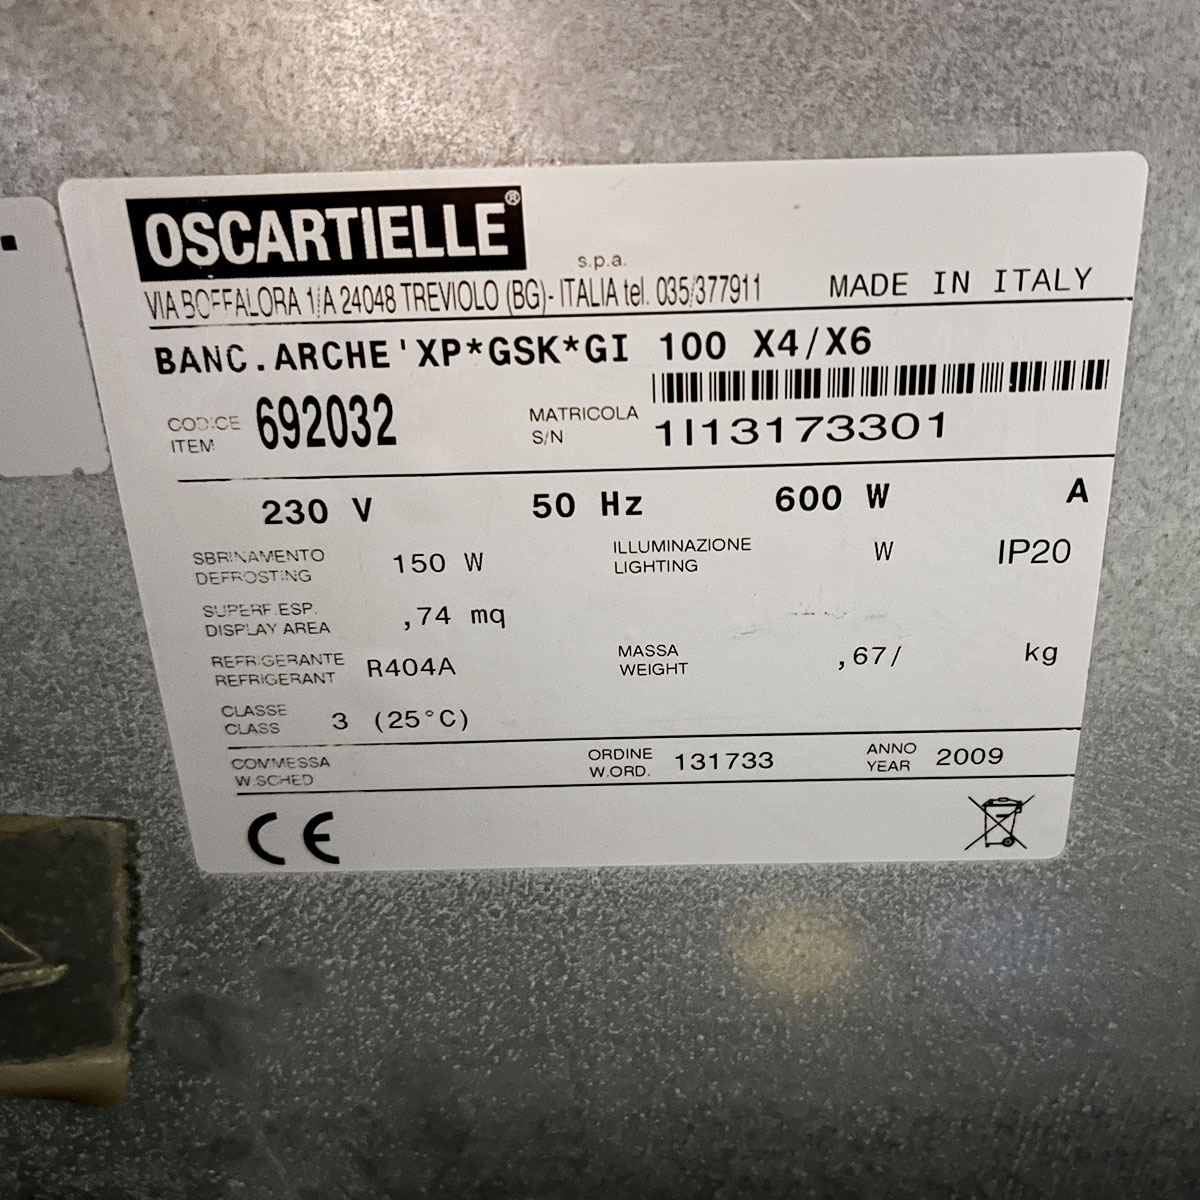 OSCARTIELLE®
s.p.a.
VIA BOFFALORA 1/A 24048 TREVIOLO (BG)- ITALIA tel. 035/377911
MADE IN ITALY
BANC.ARCHE'XP*GSK*GI 100 X4/X6
CODICE
ITEM
692032
MATRICOLA
S/N
1I13173301
230 V 50 Hz 600 W A
SBRINAMENTO
DEFROSTING
150 W
ILLUMINAZIONE
LIGHTING
W
IP20
SUPERF.ESP.
DISPLAY AREA
,74 mq
REFRIGERANTE
REFRIGERANT
R404A
MASSA
WEIGHT
,67/ kg
CLASSE
CLASS
3 (25°C)
COMMESSA
W.SCHED
ORDINE
W.ORD.
131733
ANNO
YEAR
2009
CE